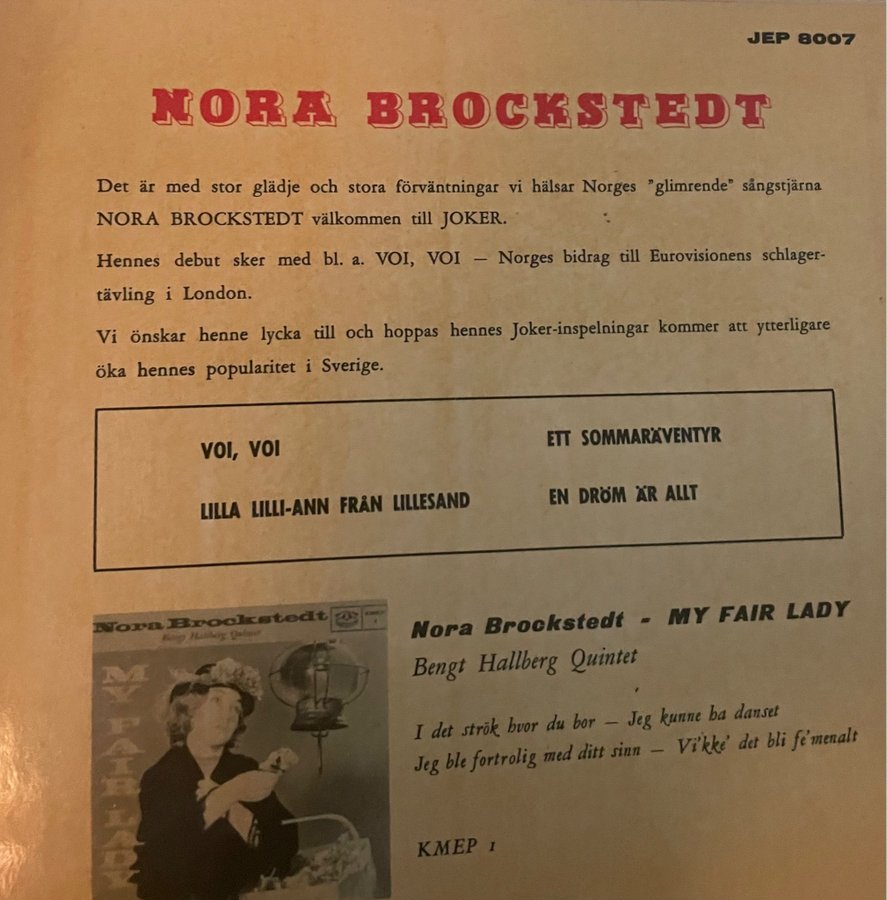 JEP 8007
NORA BROCKSTEDT
Det är med stor glädje och stora förväntningar vi hälsar Norges "glimrende" sångstjärna
NORA BROCKSTEDT välkommen till JOKER.
Hennes debut sker med bl. a. VOI, VOI — Norges bidrag till Eurovisionens schlager-
tävling i London.
Vi önskar henne lycka till och hoppas hennes Joker-inspelningar kommer att ytterligare
öka hennes popularitet i Sverige.
VOI, VOI
LILLA LILLI-ANN FRÅN LILLESAND
ETT SOMMARÄVENTYR
EN DRÖM ÄR ALLT
Nora Brockstedt
Bengt Hallberg Quintet
MY FAIR LADY
Nora Brockstedt - MY FAIR LADY
Bengt Hallberg Quintet
I det strök hvor du bor — Jeg kunne ha danset
Jeg ble fortrolig med ditt sinn — Vi'kke' det bli fe'menalt
KMEP 1